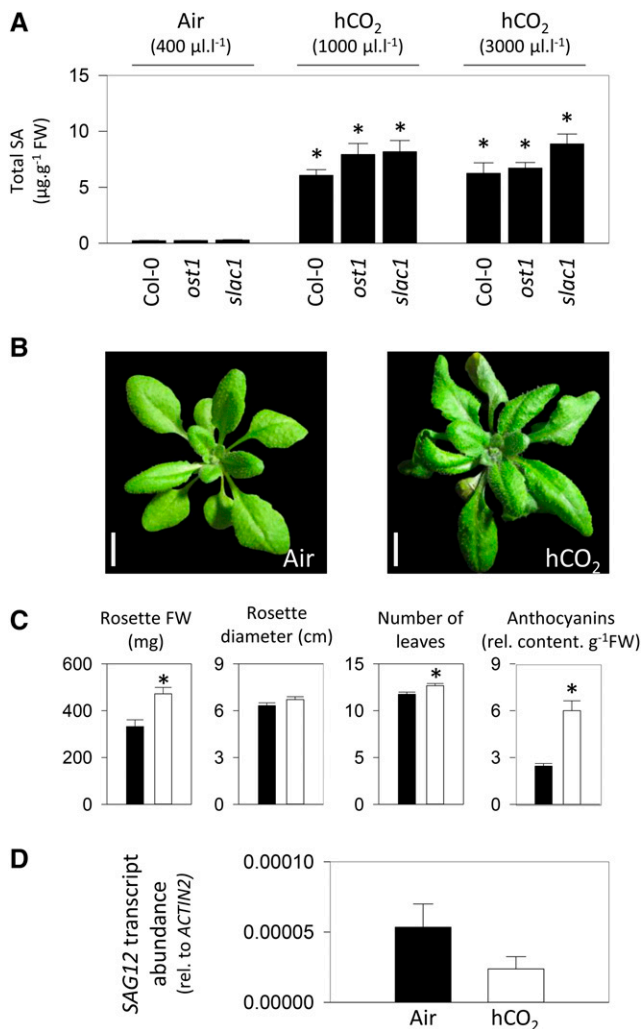 A
Air
(400 µl.l⁻¹)
hCO₂
(1000 µl.l⁻¹)
hCO₂
(3000 µl.l⁻¹)
Total SA
(µg.g⁻¹ FW)
15
10
5
0
* * *
* * *
Col-0
ost1
slac1
Col-0
ost1
slac1
Col-0
ost1
slac1
B
Air
hCO₂
C
Rosette FW
(mg)
600
400
200
0
*
Rosette
diameter (cm)
9
6
3
0
Number of
leaves
15
10
5
0
*
Anthocyanins
(rel. content. g⁻¹FW)
9
6
3
0
*
D
SAG12 transcript
abundance
(rel. to ACTIN2)
0.00010
0.00005
0.00000
Air
hCO₂